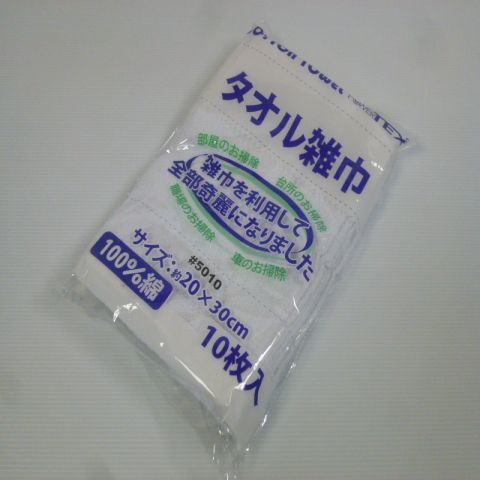 TOWEL
TEX
タオル雑巾
部屋のお掃除
台所のお掃除
雑巾を利用して
全部奇麗になりました
職場のお掃除
車のお掃除
#5010
サイズ:約20×30cm
100%綿
10枚入